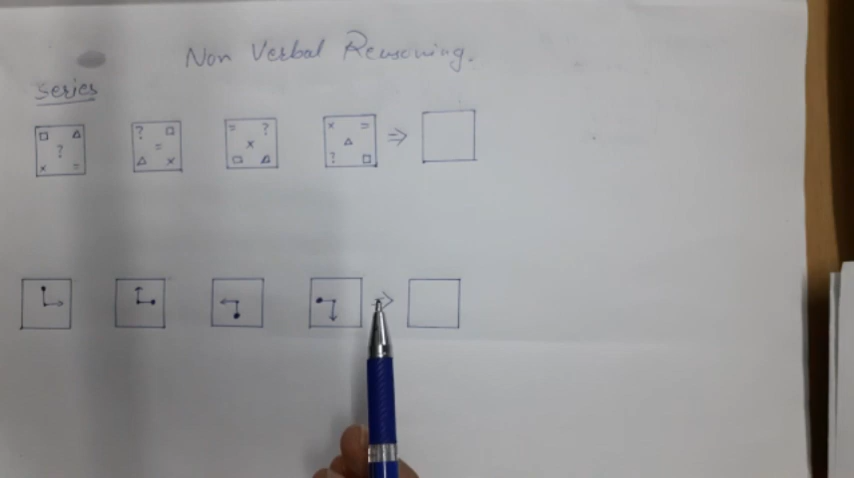 Non Verbal Reasoning.
Series
□ △ ? □ = ? × =
? = × △ ⇒
× = △ × □ △ ? □
⇒